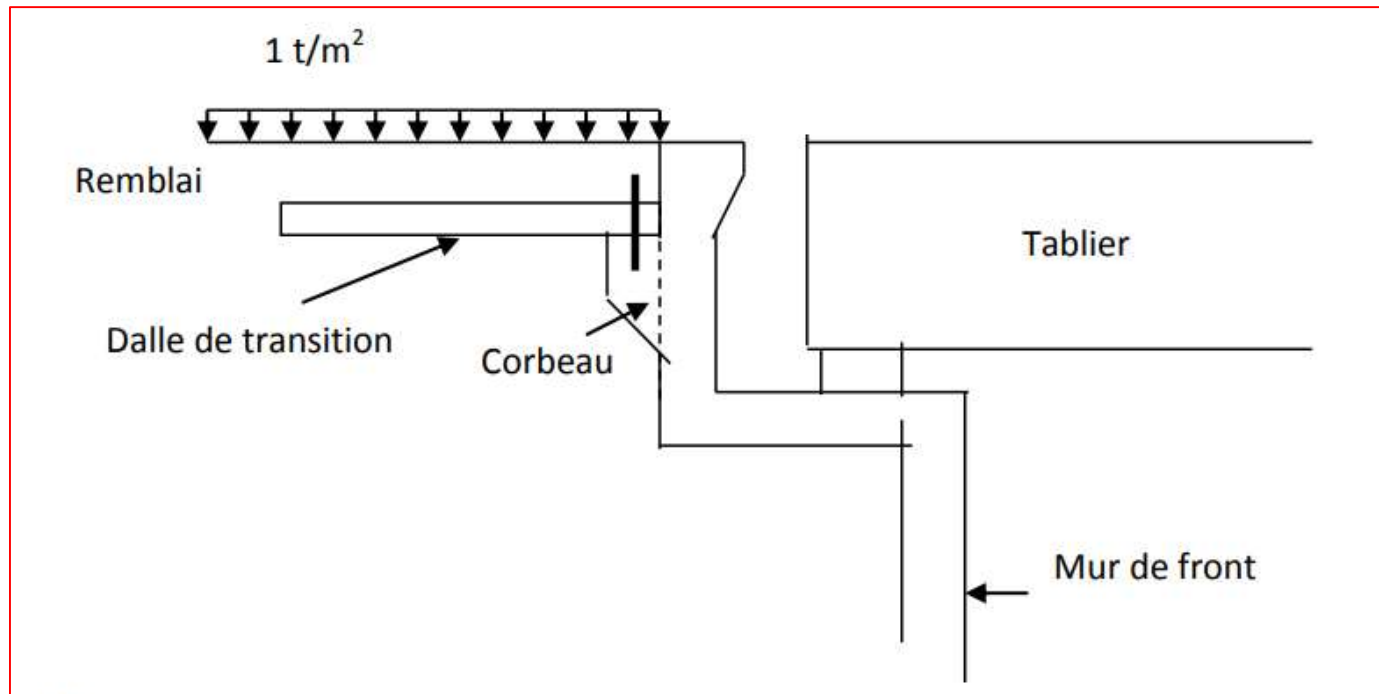 1 t/m²
Remblai
Tablier
Dalle de transition
Corbeau
Mur de front